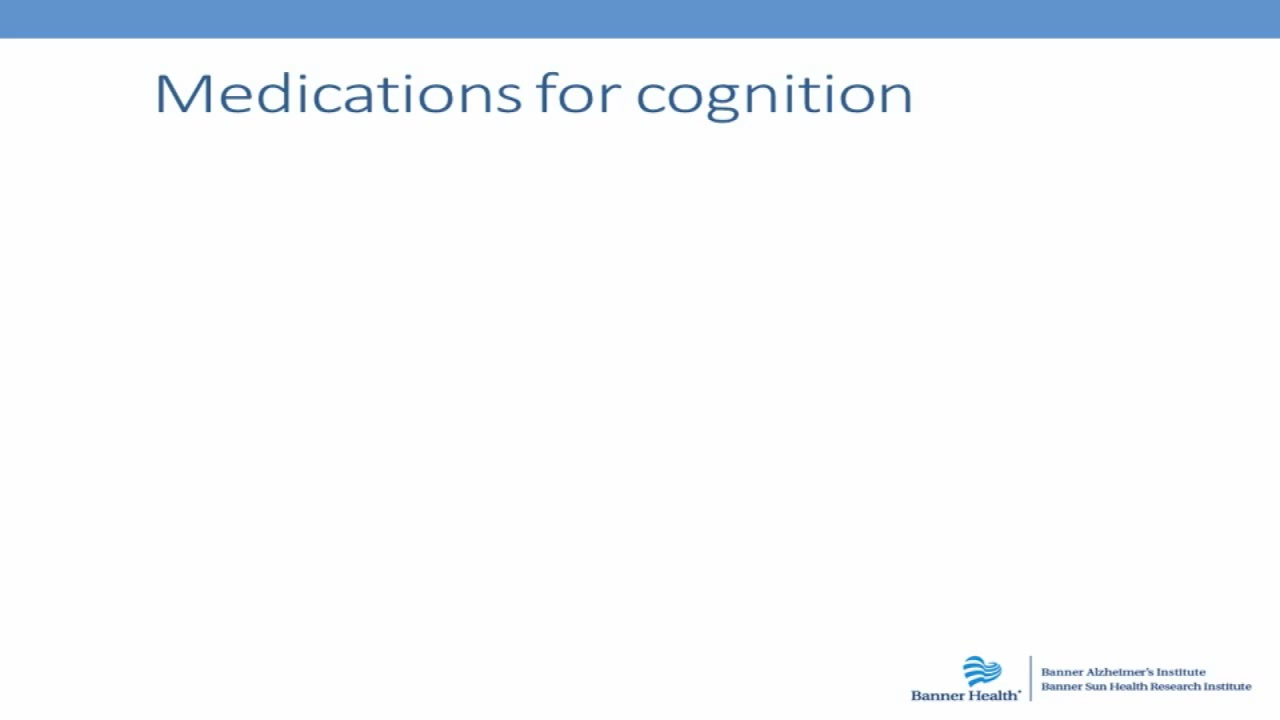 Medications for cognition
Banner Health
Banner Alzheimer's Institute
Banner Sun Health Research Institute